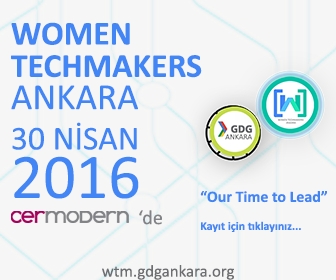 WOMEN
TECHMAKERS
ANKARA
30 NİSAN
2016
cermodern 'de
GDG
ANKARA
W
“Our Time to Lead”
Kayıt için tıklayınız...
wtm.gdgankara.org